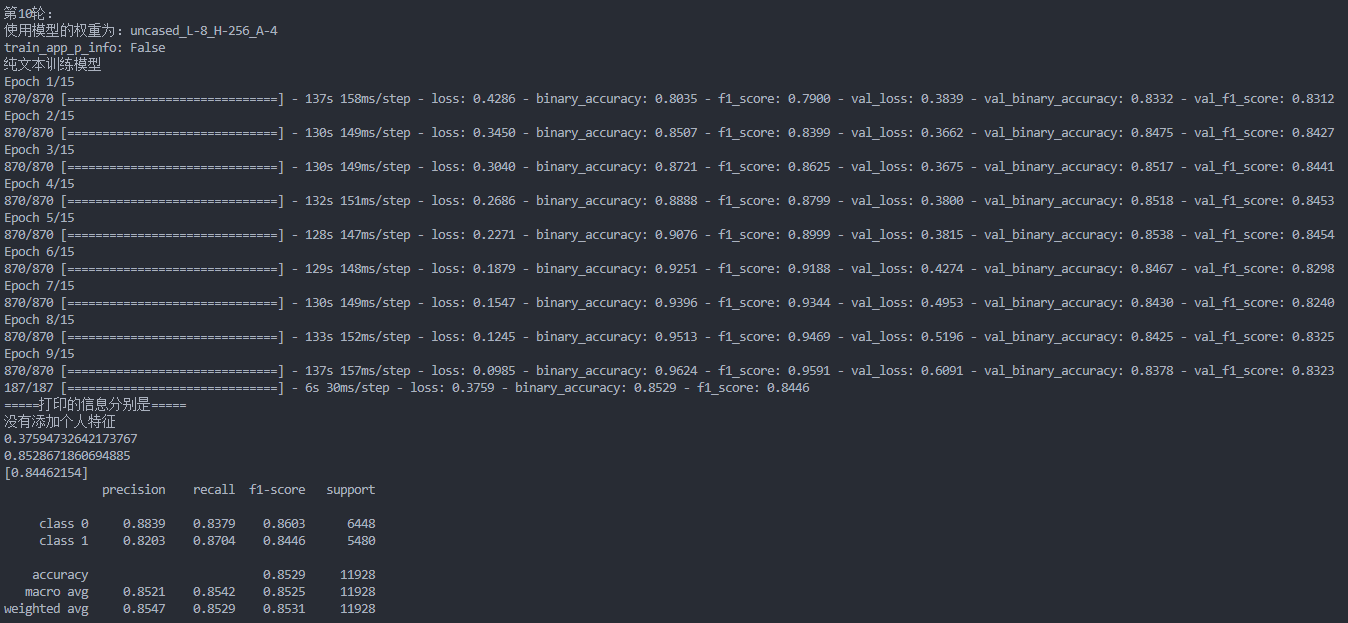 第10轮:
使用模型的权重为: uncased_L-8_H-256_A-4
train_app_p_info: False
纯文本训练模型
Epoch 1/15
870/870 [==============================] - 137s 158ms/step - loss: 0.4286 - binary_accuracy: 0.8035 - f1_score: 0.7900 - val_loss: 0.3839 - val_binary_accuracy: 0.8332 - val_f1_score: 0.8312
Epoch 2/15
870/870 [==============================] - 130s 149ms/step - loss: 0.3450 - binary_accuracy: 0.8507 - f1_score: 0.8399 - val_loss: 0.3662 - val_binary_accuracy: 0.8475 - val_f1_score: 0.8427
Epoch 3/15
870/870 [==============================] - 130s 149ms/step - loss: 0.3040 - binary_accuracy: 0.8721 - f1_score: 0.8625 - val_loss: 0.3675 - val_binary_accuracy: 0.8517 - val_f1_score: 0.8441
Epoch 4/15
870/870 [==============================] - 132s 151ms/step - loss: 0.2686 - binary_accuracy: 0.8888 - f1_score: 0.8799 - val_loss: 0.3800 - val_binary_accuracy: 0.8518 - val_f1_score: 0.8453
Epoch 5/15
870/870 [==============================] - 128s 147ms/step - loss: 0.2271 - binary_accuracy: 0.9076 - f1_score: 0.8999 - val_loss: 0.3815 - val_binary_accuracy: 0.8538 - val_f1_score: 0.8454
Epoch 6/15
870/870 [==============================] - 129s 148ms/step - loss: 0.1879 - binary_accuracy: 0.9251 - f1_score: 0.9188 - val_loss: 0.4274 - val_binary_accuracy: 0.8467 - val_f1_score: 0.8298
Epoch 7/15
870/870 [==============================] - 130s 149ms/step - loss: 0.1547 - binary_accuracy: 0.9396 - f1_score: 0.9344 - val_loss: 0.4953 - val_binary_accuracy: 0.8430 - val_f1_score: 0.8240
Epoch 8/15
870/870 [==============================] - 133s 152ms/step - loss: 0.1245 - binary_accuracy: 0.9513 - f1_score: 0.9469 - val_loss: 0.5196 - val_binary_accuracy: 0.8425 - val_f1_score: 0.8325
Epoch 9/15
870/870 [==============================] - 137s 157ms/step - loss: 0.0985 - binary_accuracy: 0.9624 - f1_score: 0.9591 - val_loss: 0.6091 - val_binary_accuracy: 0.8378 - val_f1_score: 0.8323
187/187 [==============================] - 6s 30ms/step - loss: 0.3759 - binary_accuracy: 0.8529 - f1_score: 0.8446
=====打印的信息分别是=====
没有添加个人特征
0.37594732642173767
0.8528671860694885
[0.84462154]
precision recall f1-score support
class 0 0.8839 0.8379 0.8603 6448
class 1 0.8203 0.8704 0.8446 5480
accuracy 0.8529 11928
macro avg 0.8521 0.8542 0.8525 11928
weighted avg 0.8547 0.8529 0.8531 11928